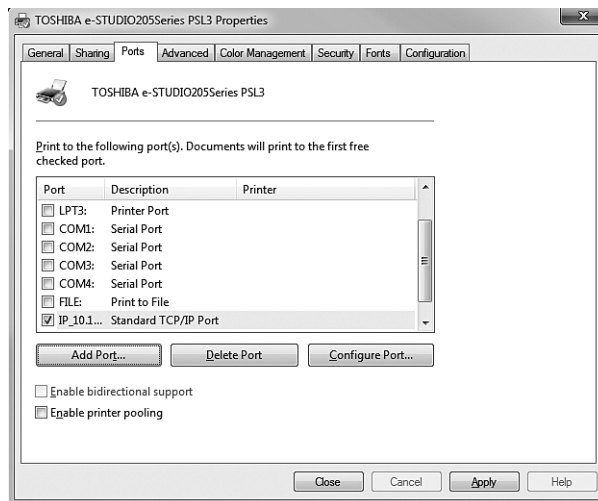 TOSHIBA e-STUDIO205Series PSL3 Properties
General Sharing Ports Advanced Color Management Security Fonts Configuration
TOSHIBA e-STUDIO205Series PSL3
Print to the following port(s). Documents will print to the first free
checked port.
Port Description Printer
LPT3: Printer Port
COM1: Serial Port
COM2: Serial Port
COM3: Serial Port
COM4: Serial Port
FILE: Print to File
IP_10.1... Standard TCP/IP Port
Add Port... Delete Port Configure Port...
Enable bidirectional support
Enable printer pooling
Close Cancel Apply Help